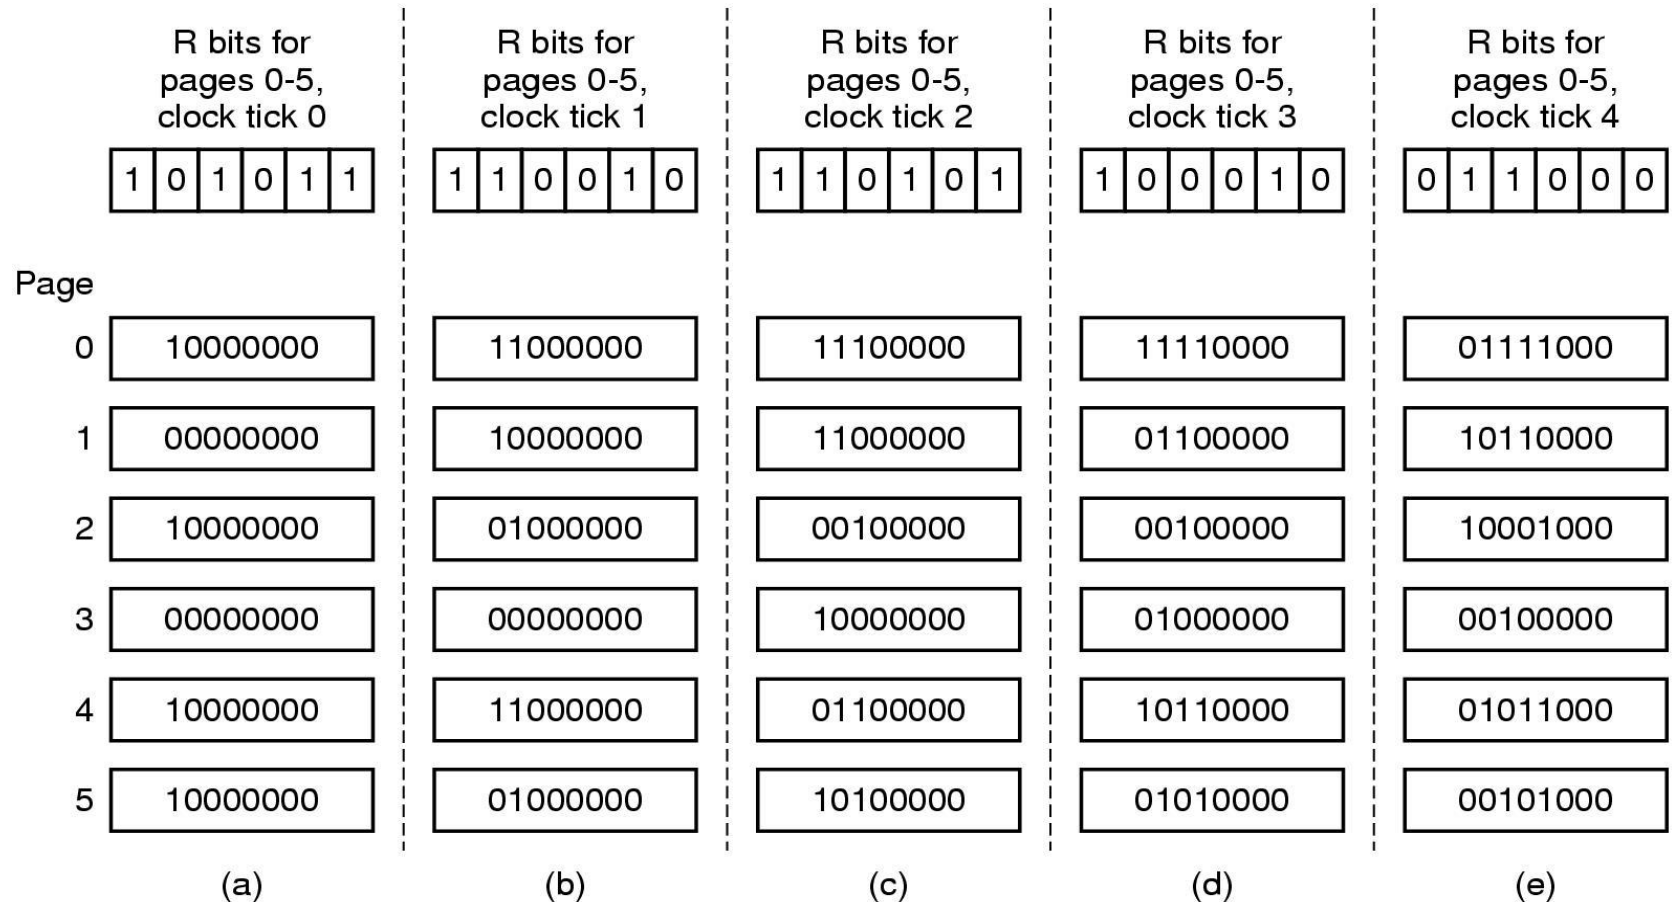 R bits for pages 0-5, clock tick 0
R bits for pages 0-5, clock tick 1
R bits for pages 0-5, clock tick 2
R bits for pages 0-5, clock tick 3
R bits for pages 0-5, clock tick 4
1 0 1 0 1 1
1 1 0 0 1 0
1 1 0 1 0 1
1 0 0 0 1 0
0 1 1 0 0 0
Page
0 10000000 11000000 11100000 11110000 01111000
1 00000000 10000000 11000000 01100000 10110000
2 10000000 01000000 00100000 00100000 10001000
3 00000000 00000000 10000000 01000000 00100000
4 10000000 11000000 01100000 10110000 01011000
5 10000000 01000000 10100000 01010000 00101000
(a) (b) (c) (d) (e)